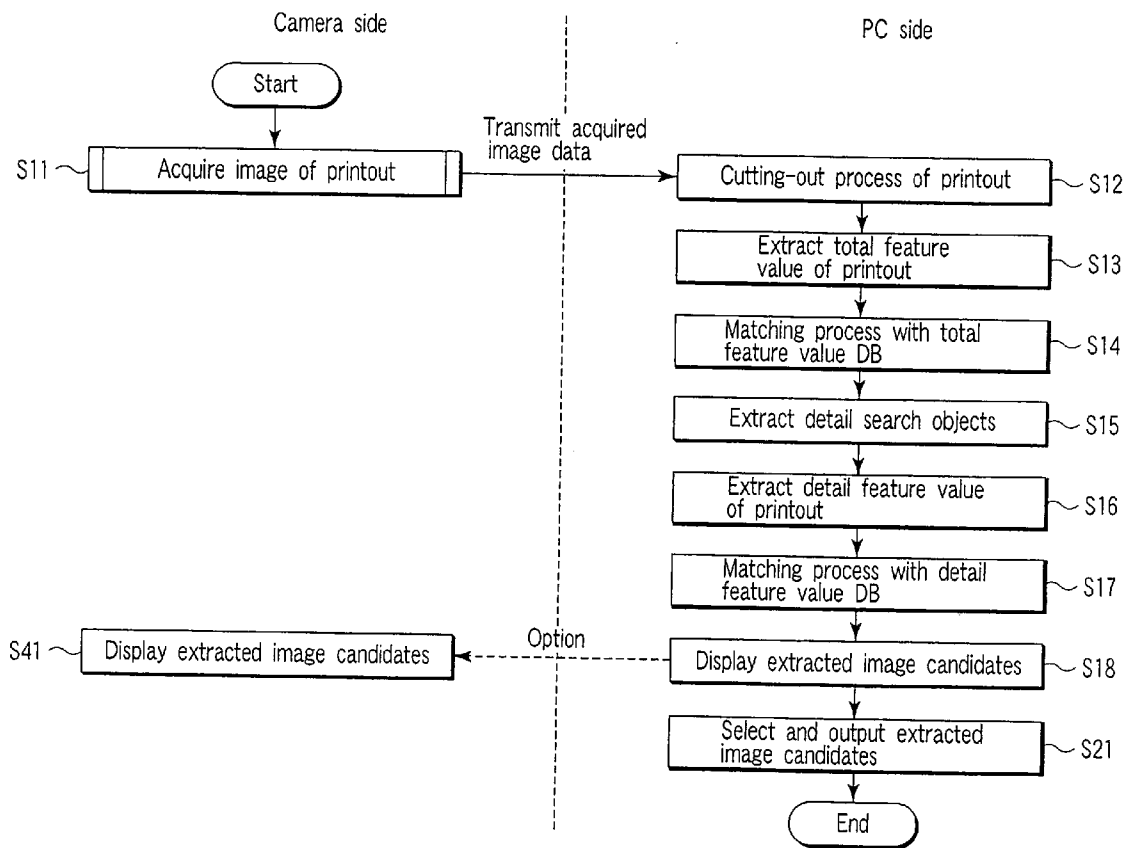 Camera side
PC side
Start
Transmit acquired
image data
S11
Acquire image of printout
Cutting-out process of printout
S12
Extract total feature
value of printout
S13
Matching process with total
feature value DB
S14
Extract detail search objects
S15
Extract detail feature value
of printout
S16
Matching process with detail
feature value DB
S17
S41
Display extracted image candidates
Option
Display extracted image candidates
S18
Select and output extracted
image candidates
S21
End